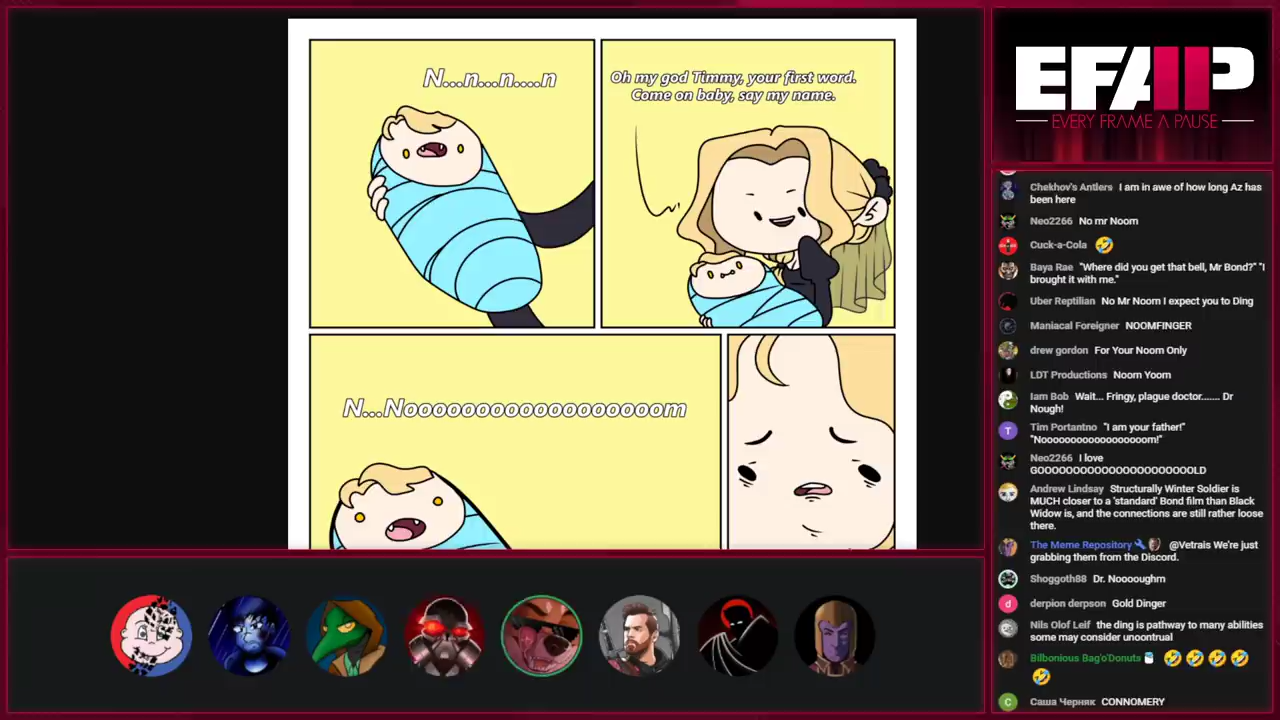 N...n...n....n
Oh my god Timmy, your first word.
Come on baby, say my name.
N...Nooooooooooooooooooom
EFAP
EVERY FRAME A PAUSE
Chekhov's Antlers I am in awe of how long Az has
been here
Neo2266 No mr Noom
Cuck-a-Cola 🤣
Baya Rae "Where did you get that bell, Mr Bond?" "I
brought it with me."
Uber Reptilian No Mr Noom I expect you to Ding
Maniacal Foreigner NOOMFINGER
drew gordon For Your Noom Only
LDT Productions Noom Yoom
Iam Bob Wait... Fringy, plague doctor....... Dr
Nough!
T
Tim Portantno "I am your father!"
"Nooooooooooooooooom!"
Neo2266 I love
GOOOOOOOOOOOOOOOOOOOOOLD
Andrew Lindsay Structurally Winter Soldier is
MUCH closer to a 'standard' Bond film than Black
Widow is, and the connections are still rather loose
there.
The Meme Repository @Vetrais We're just
grabbing them from the Discord.
Shoggoth88 Dr. Nooooughm
d
derpion derpson Gold Dinger
Nils Olof Leif the ding is pathway to many abilities
some may consider unoontrual
Bilbonious Bag'o'Donuts 🤣 🤣 🤣 🤣
🤣
C
Саша Черняк CONNOMERY